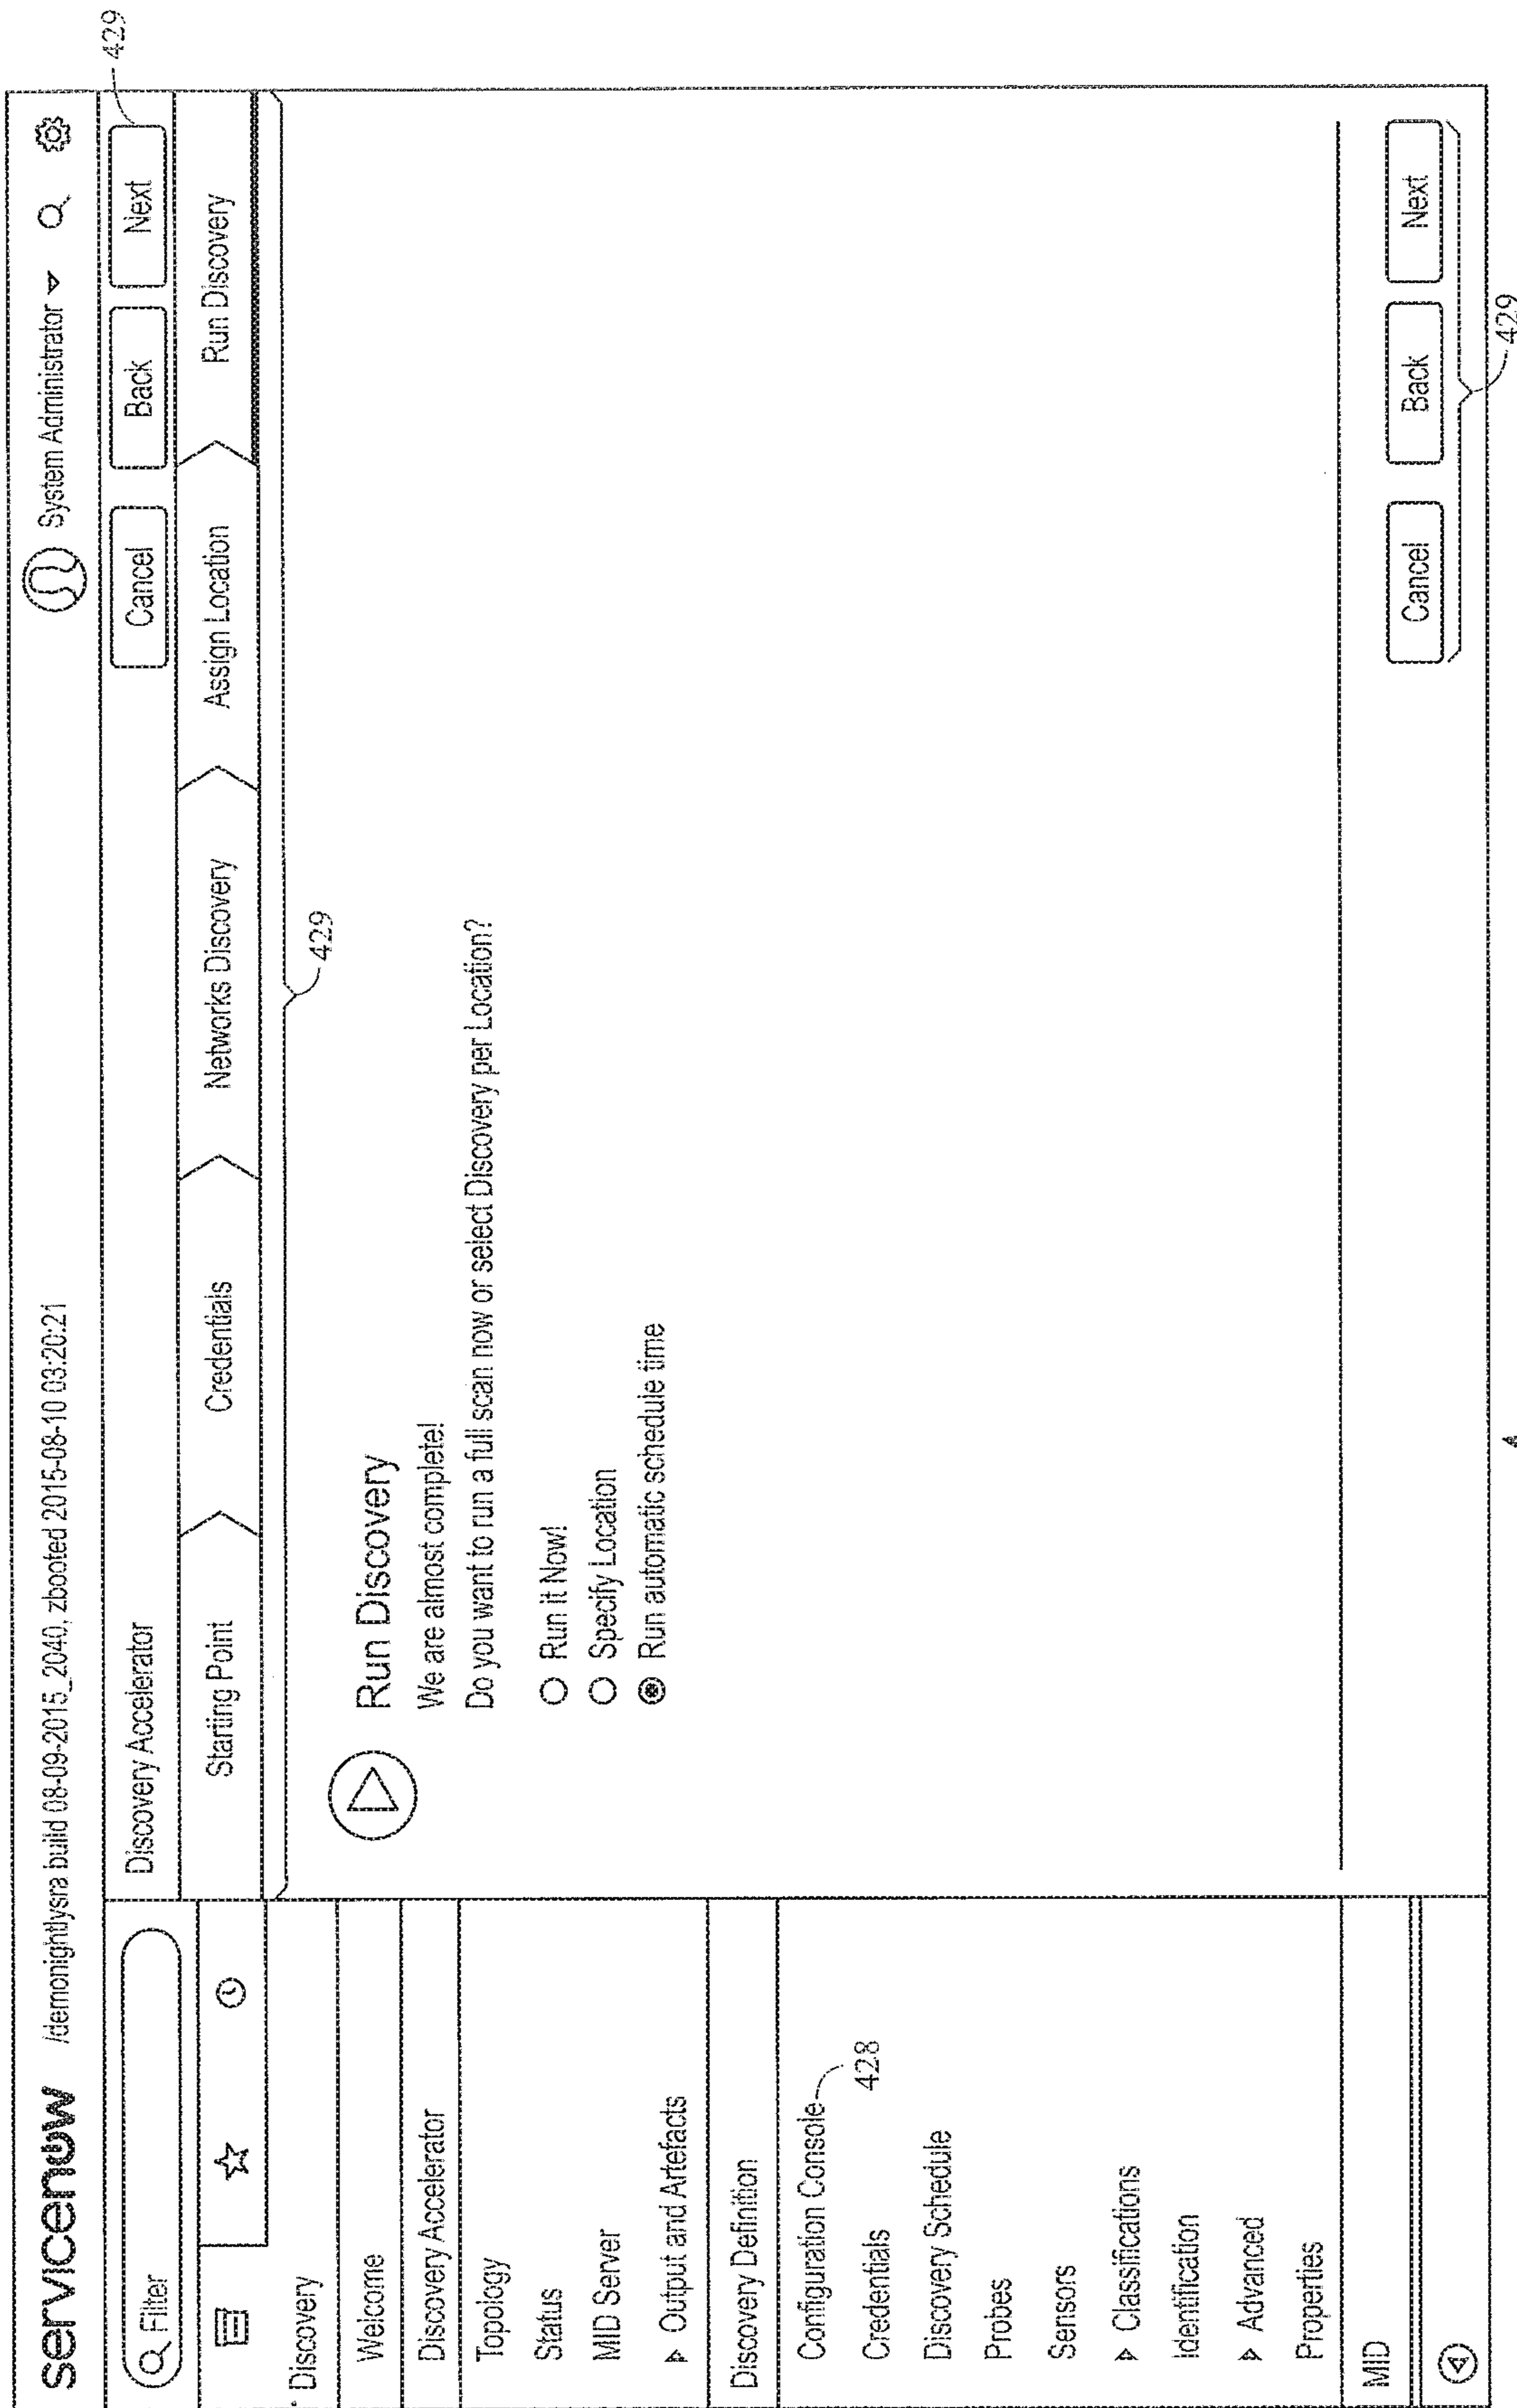 servicenow /demonightlysra build 08-09-2015_2040, zbooted 2015-08-10 03:20:21 System Administrator
Filter
Discovery Accelerator
Cancel Back Next 429
Starting Point Credentials Networks Discovery Assign Location Run Discovery
429
Discovery
Welcome
Discovery Accelerator
Topology
Status
MID Server
Output and Artefacts
Discovery Definition
Configuration Console 428
Credentials
Discovery Schedule
Probes
Sensors
Classifications
Identification
Advanced
Properties
MID
Run Discovery
We are almost complete!
Do you want to run a full scan now or select Discovery per Location?
Run it Now!
Specify Location
Run automatic schedule time
Cancel Back Next
429